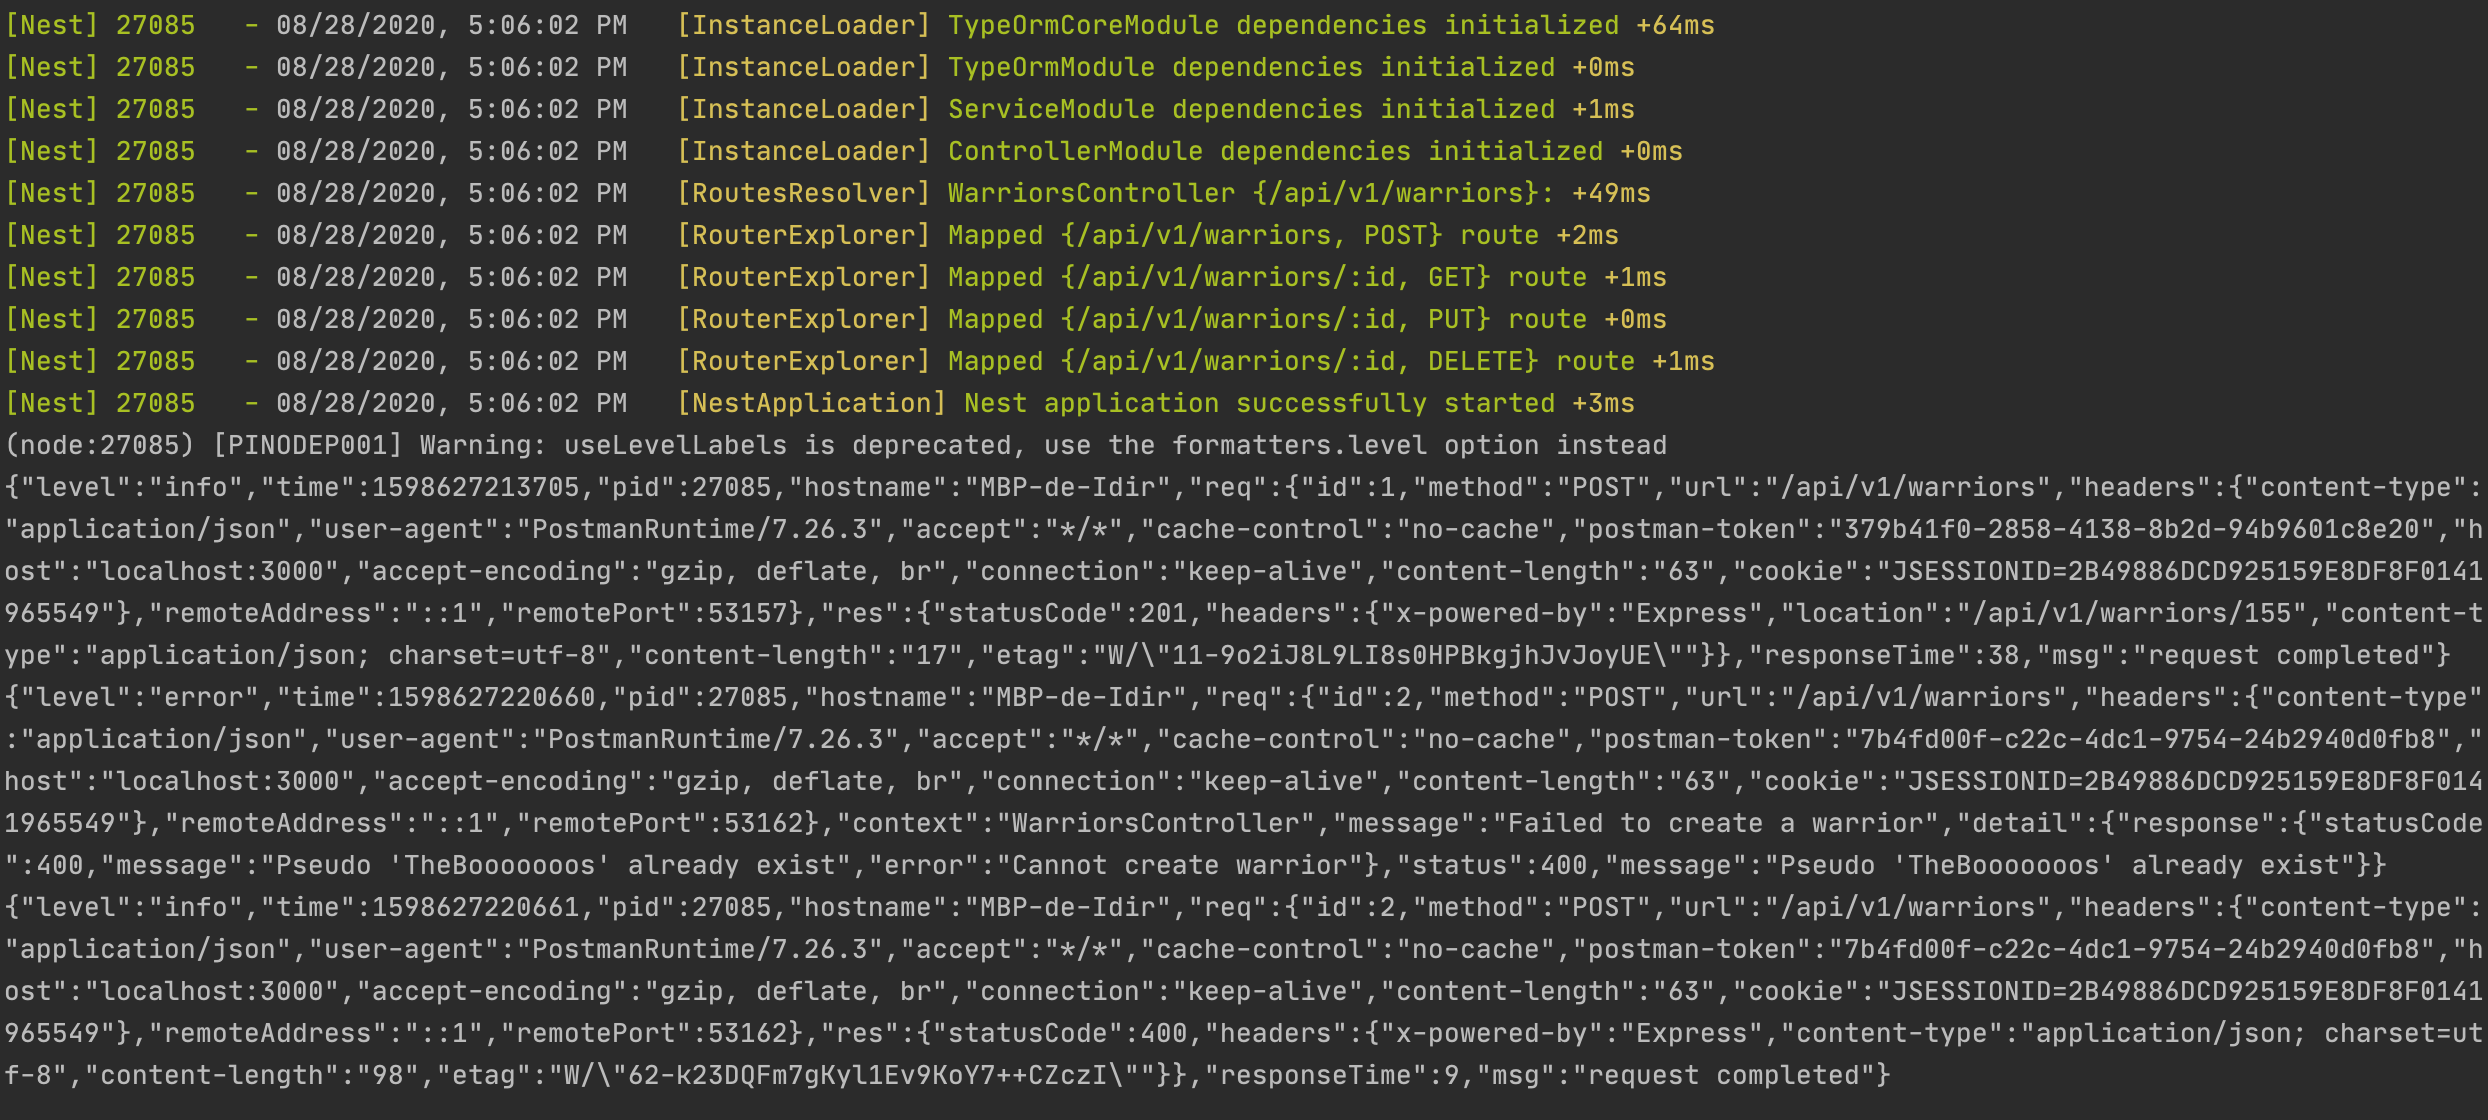 [Nest] 27085   - 08/28/2020, 5:06:02 PM   [InstanceLoader] TypeOrmCoreModule dependencies initialized +64ms
[Nest] 27085   - 08/28/2020, 5:06:02 PM   [InstanceLoader] TypeOrmModule dependencies initialized +0ms
[Nest] 27085   - 08/28/2020, 5:06:02 PM   [InstanceLoader] ServiceModule dependencies initialized +1ms
[Nest] 27085   - 08/28/2020, 5:06:02 PM   [InstanceLoader] ControllerModule dependencies initialized +0ms
[Nest] 27085   - 08/28/2020, 5:06:02 PM   [RoutesResolver] WarriorsController {/api/v1/warriors}: +49ms
[Nest] 27085   - 08/28/2020, 5:06:02 PM   [RouterExplorer] Mapped {/api/v1/warriors, POST} route +2ms
[Nest] 27085   - 08/28/2020, 5:06:02 PM   [RouterExplorer] Mapped {/api/v1/warriors/:id, GET} route +1ms
[Nest] 27085   - 08/28/2020, 5:06:02 PM   [RouterExplorer] Mapped {/api/v1/warriors/:id, PUT} route +0ms
[Nest] 27085   - 08/28/2020, 5:06:02 PM   [RouterExplorer] Mapped {/api/v1/warriors/:id, DELETE} route +1ms
[Nest] 27085   - 08/28/2020, 5:06:02 PM   [NestApplication] Nest application successfully started +3ms
(node:27085) [PINODEP001] Warning: useLevelLabels is deprecated, use the formatters.level option instead
{"level":"info","time":1598627213705,"pid":27085,"hostname":"MBP-de-Idir","req":{"id":1,"method":"POST","url":"/api/v1/warriors","headers":{"content-type":
"application/json","user-agent":"PostmanRuntime/7.26.3","accept":"*/*","cache-control":"no-cache","postman-token":"379b41f0-2858-4138-8b2d-94b9601c8e20","h
ost":"localhost:3000","accept-encoding":"gzip, deflate, br","connection":"keep-alive","content-length":"63","cookie":"JSESSIONID=2B49886DCD925159E8DF8F0141
965549"},"remoteAddress":"::1","remotePort":53157},"res":{"statusCode":201,"headers":{"x-powered-by":"Express","location":"/api/v1/warriors/155","content-t
ype":"application/json; charset=utf-8","content-length":"17","etag":"W/\"11-9o2iJ8L9LI8s0HPBkgjhJvJoyUE\""}},"responseTime":38,"msg":"request completed"}
{"level":"error","time":1598627220660,"pid":27085,"hostname":"MBP-de-Idir","req":{"id":2,"method":"POST","url":"/api/v1/warriors","headers":{"content-type"
:"application/json","user-agent":"PostmanRuntime/7.26.3","accept":"*/*","cache-control":"no-cache","postman-token":"7b4fd00f-c22c-4dc1-9754-24b2940d0fb8","
host":"localhost:3000","accept-encoding":"gzip, deflate, br","connection":"keep-alive","content-length":"63","cookie":"JSESSIONID=2B49886DCD925159E8DF8F014
1965549"},"remoteAddress":"::1","remotePort":53162},"context":"WarriorsController","message":"Failed to create a warrior","detail":{"response":{"statusCode
":400,"message":"Pseudo 'TheBooooooos' already exist","error":"Cannot create warrior"},"status":400,"message":"Pseudo 'TheBooooooos' already exist"}}
{"level":"info","time":1598627220661,"pid":27085,"hostname":"MBP-de-Idir","req":{"id":2,"method":"POST","url":"/api/v1/warriors","headers":{"content-type":
"application/json","user-agent":"PostmanRuntime/7.26.3","accept":"*/*","cache-control":"no-cache","postman-token":"7b4fd00f-c22c-4dc1-9754-24b2940d0fb8","h
ost":"localhost:3000","accept-encoding":"gzip, deflate, br","connection":"keep-alive","content-length":"63","cookie":"JSESSIONID=2B49886DCD925159E8DF8F0141
965549"},"remoteAddress":"::1","remotePort":53162},"res":{"statusCode":400,"headers":{"x-powered-by":"Express","content-type":"application/json; charset=ut
f-8","content-length":"98","etag":"W/\"62-k23DQFm7gKyl1Ev9KoY7++CZczI\""}},"responseTime":9,"msg":"request completed"}